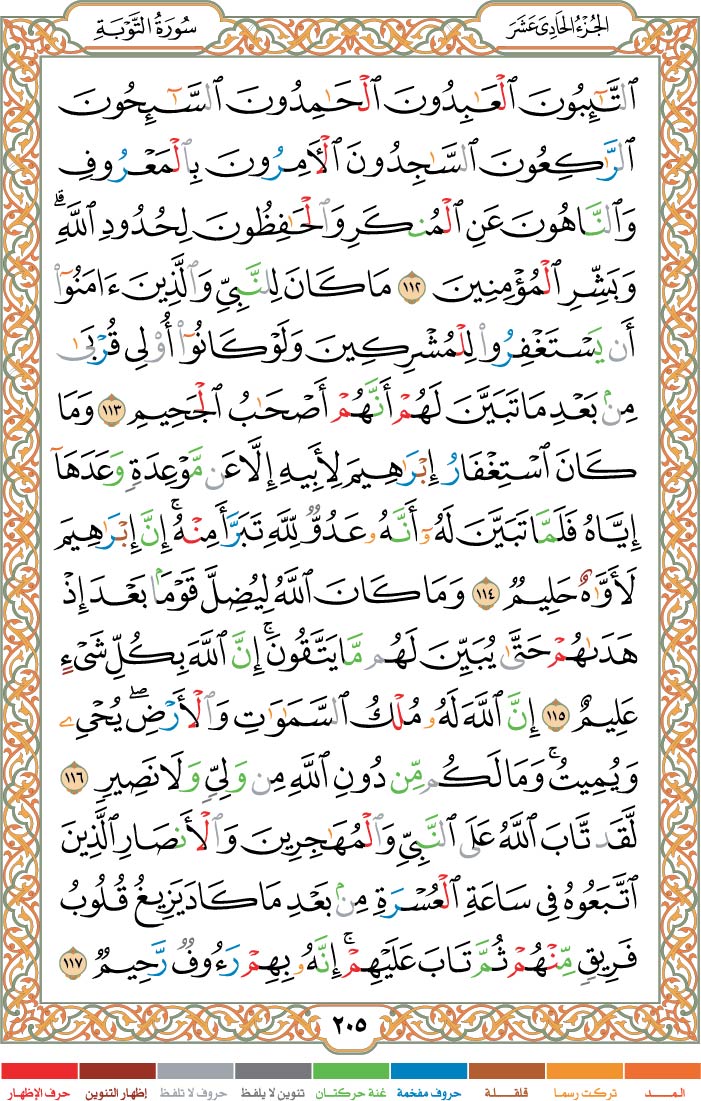 الجُزْءُ الحَادِي عَشَرَ
سُورَةُ التَّوْبَةِ
ٱلتَّـٰٓئِبُونَ ٱلْعَـٰبِدُونَ ٱلْحَـٰمِدُونَ ٱلسَّـٰٓئِحُونَ
ٱلرَّٰكِعُونَ ٱلسَّـٰجِدُونَ ٱلْـَٔامِرُونَ بِٱلْمَعْرُوفِ
وَٱلنَّاهُونَ عَنِ ٱلْمُنكَرِ وَٱلْحَـٰفِظُونَ لِحُدُودِ ٱللَّهِ ۗ
وَبَشِّرِ ٱلْمُؤْمِنِينَ ١١٢ مَا كَانَ لِلنَّبِىِّ وَٱلَّذِينَ ءَامَنُوٓا۟
أَن يَسْتَغْفِرُوا۟ لِلْمُشْرِكِينَ وَلَوْ كَانُوٓا۟ أُو۟لِى قُرْبَىٰ
مِنۢ بَعْدِ مَا تَبَيَّنَ لَهُمْ أَنَّهُمْ أَصْحَـٰبُ ٱلْجَحِيمِ ١١٣ وَمَا
كَانَ ٱسْتِغْفَارُ إِبْرَٰهِيمَ لِأَبِيهِ إِلَّا عَن مَّوْعِدَةٍ وَعَدَهَآ
إِيَّاهُ فَلَمَّا تَبَيَّنَ لَهُۥٓ أَنَّهُۥ عَدُوٌّ لِّلَّهِ تَبَرَّأَ مِنْهُ ۚ إِنَّ إِبْرَٰهِيمَ
لَأَوَّٰهٌ حَلِيمٌ ١١٤ وَمَا كَانَ ٱللَّهُ لِيُضِلَّ قَوْمًۢا بَعْدَ إِذْ
هَدَىٰهُمْ حَتَّىٰ يُبَيِّنَ لَهُم مَّا يَتَّقُونَ ۚ إِنَّ ٱللَّهَ بِكُلِّ شَىْءٍ
عَلِيمٌ ١١٥ إِنَّ ٱللَّهَ لَهُۥ مُلْكُ ٱلسَّمَـٰوَٰتِ وَٱلْأَرْضِ ۖ يُحْىِۦ
وَيُمِيتُ ۚ وَمَا لَكُم مِّن دُونِ ٱللَّهِ مِن وَلِىٍّ وَلَا نَصِيرٍ ١١٦
لَّقَد تَّابَ ٱللَّهُ عَلَى ٱلنَّبِىِّ وَٱلْمُهَـٰجِرِينَ وَٱلْأَنصَارِ ٱلَّذِينَ
ٱتَّبَعُوهُ فِى سَاعَةِ ٱلْعُسْرَةِ مِنۢ بَعْدِ مَا كَادَ يَزِيغُ قُلُوبُ
فَرِيقٍ مِّنْهُمْ ثُمَّ تَابَ عَلَيْهِمْ ۚ إِنَّهُۥ بِهِمْ رَءُوفٌ رَّحِيمٌ ١١٧
٢٠٥
المـــد تركت رسما قلقـــلة حروف مفخمة غنة حركتـان تنوين لا يلفظ حروف لا تلفظ إظهار التنوين حرف الإظهار